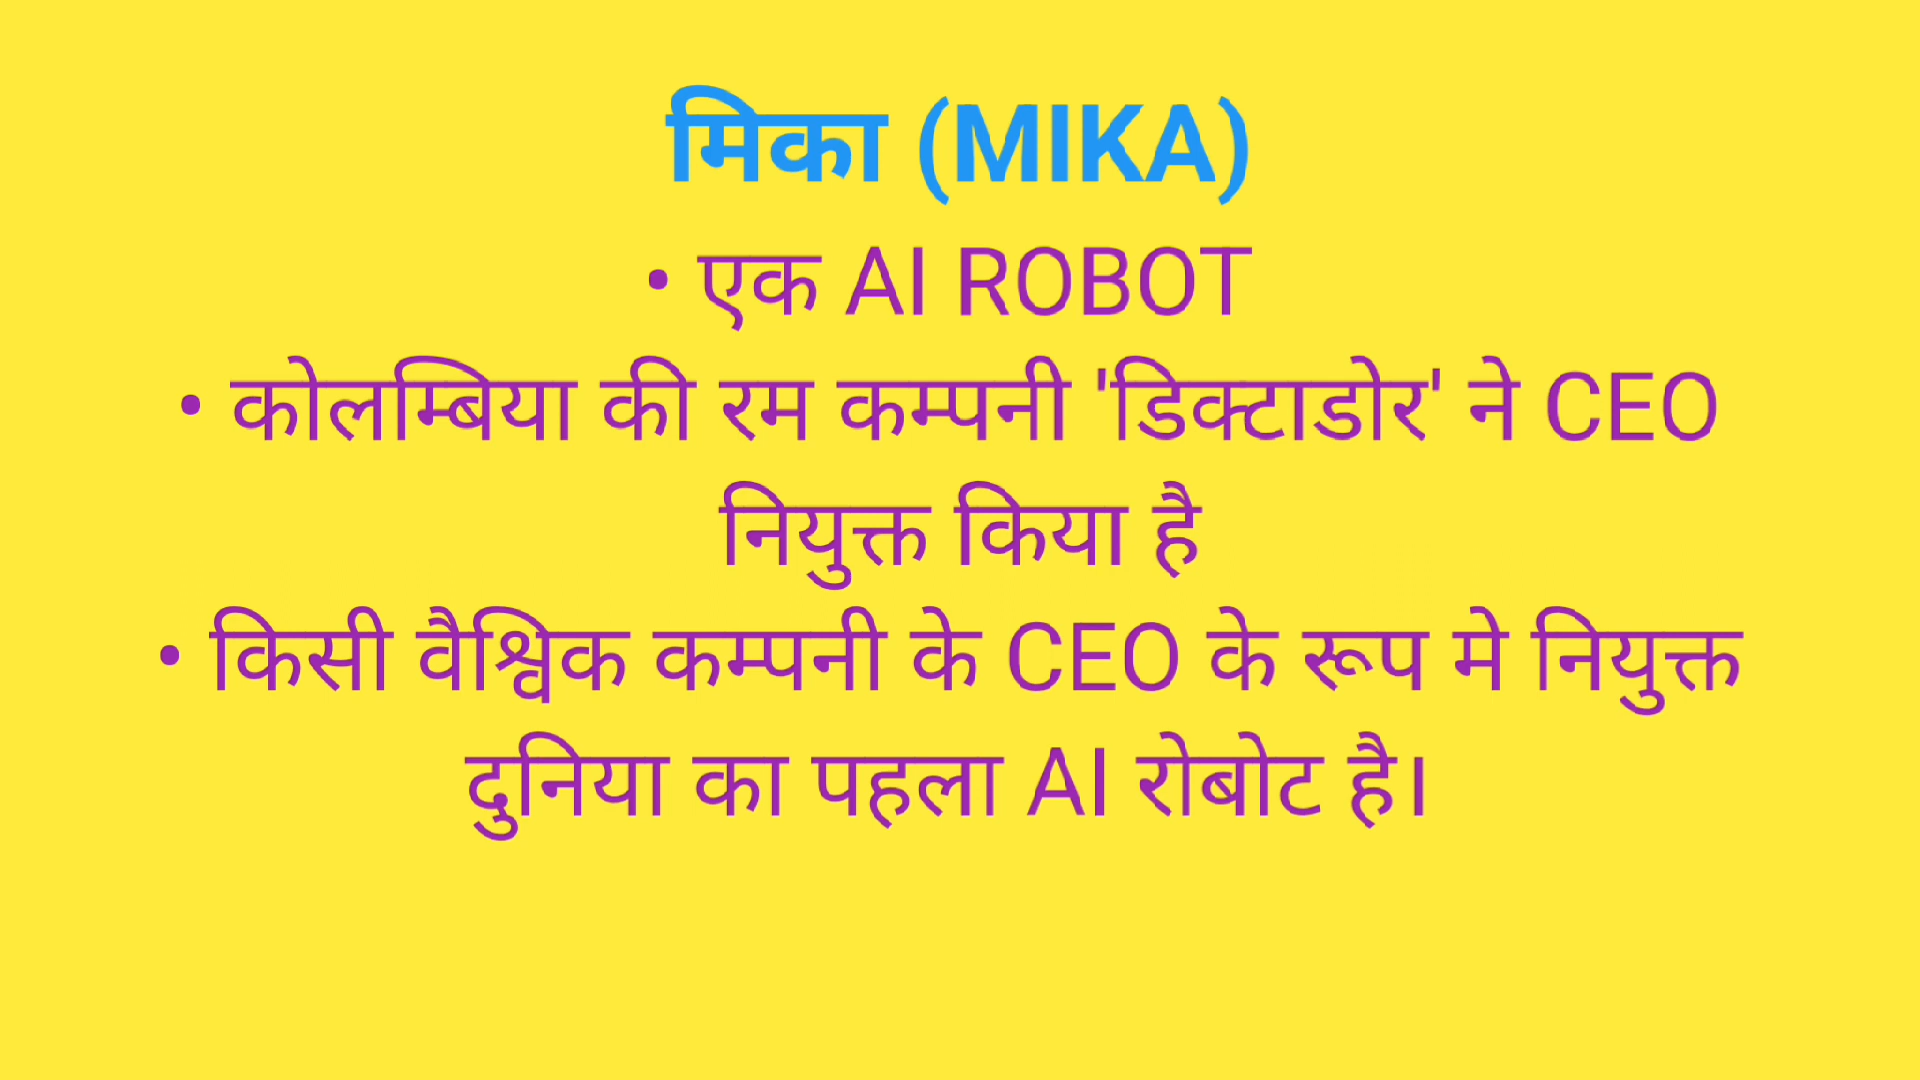 मिका (MIKA)
• एक AI ROBOT
• कोलम्बिया की रम कम्पनी 'डिक्टाडोर' ने CEO
नियुक्त किया है
• किसी वैश्विक कम्पनी के CEO के रूप मे नियुक्त
दुनिया का पहला AI रोबोट है।